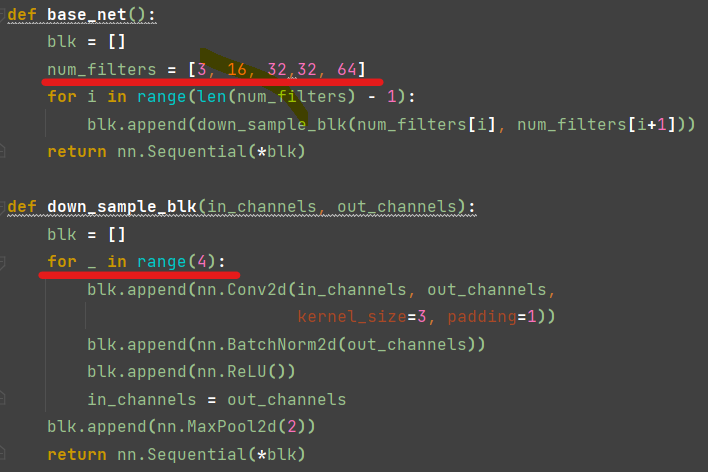 def base_net():
    blk = []
    num_filters = [3, 16, 32,32, 64]
    for i in range(len(num_filters) - 1):
        blk.append(down_sample_blk(num_filters[i], num_filters[i+1]))
    return nn.Sequential(*blk)
def down_sample_blk(in_channels, out_channels):
    blk = []
    for _ in range(4):
        blk.append(nn.Conv2d(in_channels, out_channels,
                             kernel_size=3, padding=1))
        blk.append(nn.BatchNorm2d(out_channels))
        blk.append(nn.ReLU())
        in_channels = out_channels
    blk.append(nn.MaxPool2d(2))
    return nn.Sequential(*blk)